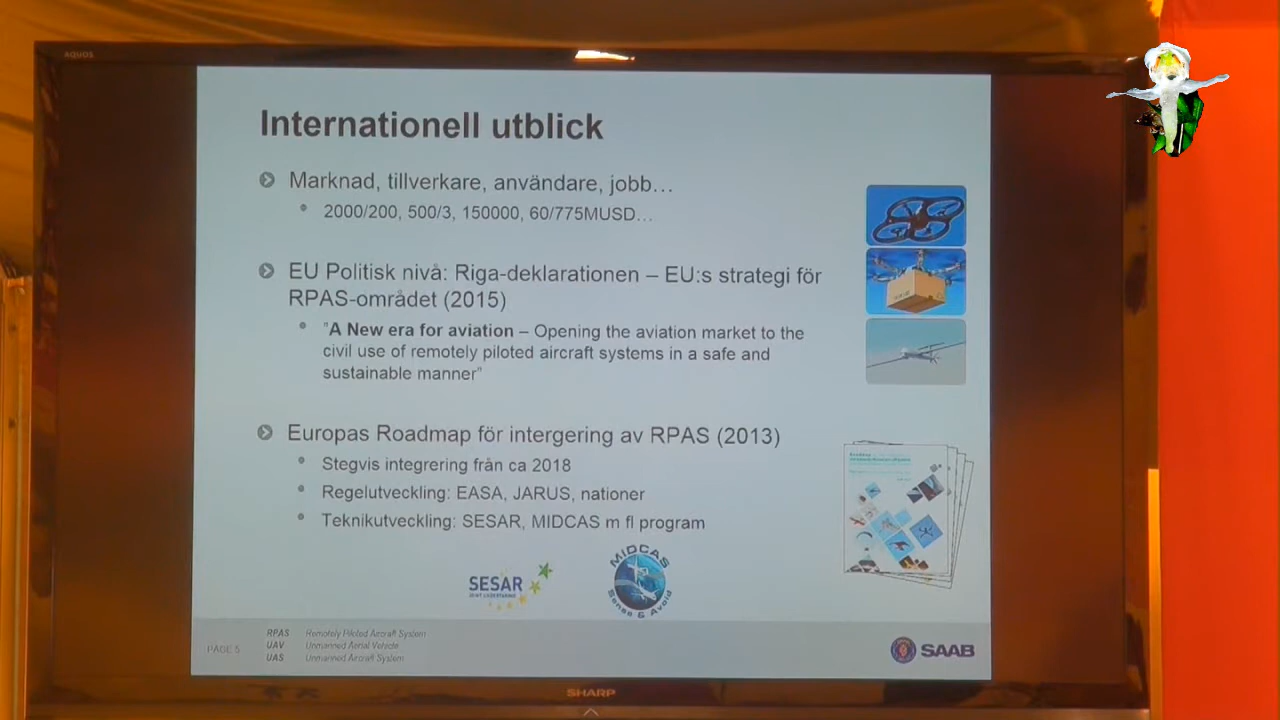 AQUOS
Internationell utblick
Marknad, tillverkare, användare, jobb…
2000/200, 500/3, 150000, 60/775MUSD…
EU Politisk nivå: Riga-deklarationen – EU:s strategi för
RPAS-området (2015)
"A New era for aviation – Opening the aviation market to the
civil use of remotely piloted aircraft systems in a safe and
sustainable manner"
Europas Roadmap för intergering av RPAS (2013)
Stegvis integrering från ca 2018
Regelutveckling: EASA, JARUS, nationer
Teknikutveckling: SESAR, MIDCAS m fl program
SESAR
JOINT UNDERTAKING
MIDCAS
Sense & Avoid
PAGE 5
RPAS Remotely Piloted Aircraft System
UAV Unmanned Aerial Vehicle
UAS Unmanned Aircraft System
SAAB
SHARP